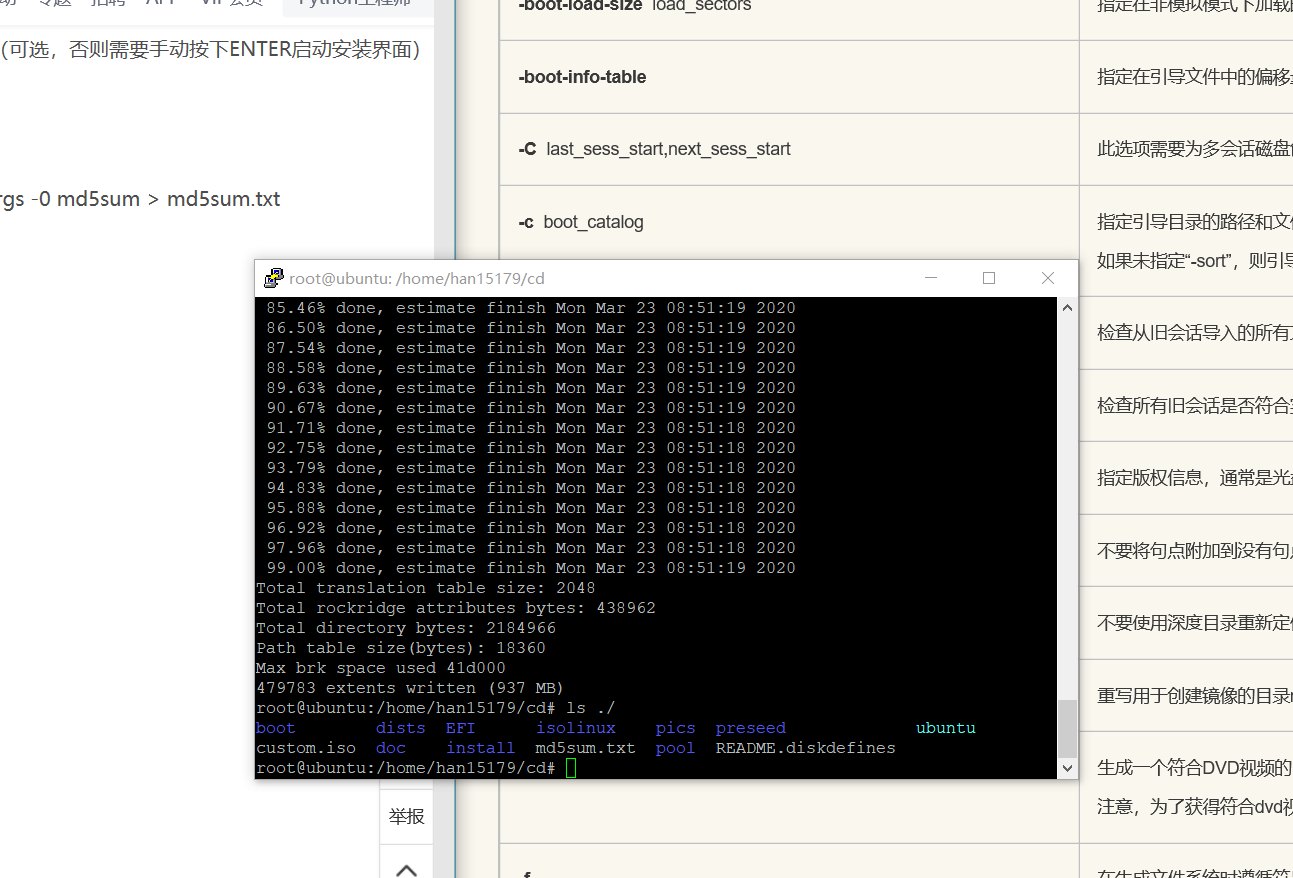 (可选，否则需要手动按下ENTER启动安装界面)
-0 md5sum > md5sum.txt
举报
-boot-load-size load_sectors
-boot-info-table
指定在引导文件中的偏移
-C last_sess_start,next_sess_start
此选项需要为多会话磁盘
-c boot_catalog
指定引导目录的路径和文
如果未指定“-sort”，则引导
检查从旧会话导入的所有
检查所有旧会话是否符合
指定版权信息，通常是光
不要将句点附加到没有句
不要使用深度目录重新定
重写用于创建镜像的目录
生成一个符合DVD视频的
注意，为了获得符合dvd
root@ubuntu: /home/han15179/cd
85.46% done, estimate finish Mon Mar 23 08:51:19 2020
86.50% done, estimate finish Mon Mar 23 08:51:19 2020
87.54% done, estimate finish Mon Mar 23 08:51:19 2020
88.58% done, estimate finish Mon Mar 23 08:51:19 2020
89.63% done, estimate finish Mon Mar 23 08:51:19 2020
90.67% done, estimate finish Mon Mar 23 08:51:19 2020
91.71% done, estimate finish Mon Mar 23 08:51:18 2020
92.75% done, estimate finish Mon Mar 23 08:51:18 2020
93.79% done, estimate finish Mon Mar 23 08:51:18 2020
94.83% done, estimate finish Mon Mar 23 08:51:18 2020
95.88% done, estimate finish Mon Mar 23 08:51:18 2020
96.92% done, estimate finish Mon Mar 23 08:51:18 2020
97.96% done, estimate finish Mon Mar 23 08:51:18 2020
99.00% done, estimate finish Mon Mar 23 08:51:19 2020
Total translation table size: 2048
Total rockridge attributes bytes: 438962
Total directory bytes: 2184966
Path table size(bytes): 18360
Max brk space used 41d000
479783 extents written (937 MB)
root@ubuntu:/home/han15179/cd# ls ./
boot dists EFI isolinux pics preseed ubuntu
custom.iso doc install md5sum.txt pool README.diskdefines
root@ubuntu:/home/han15179/cd#